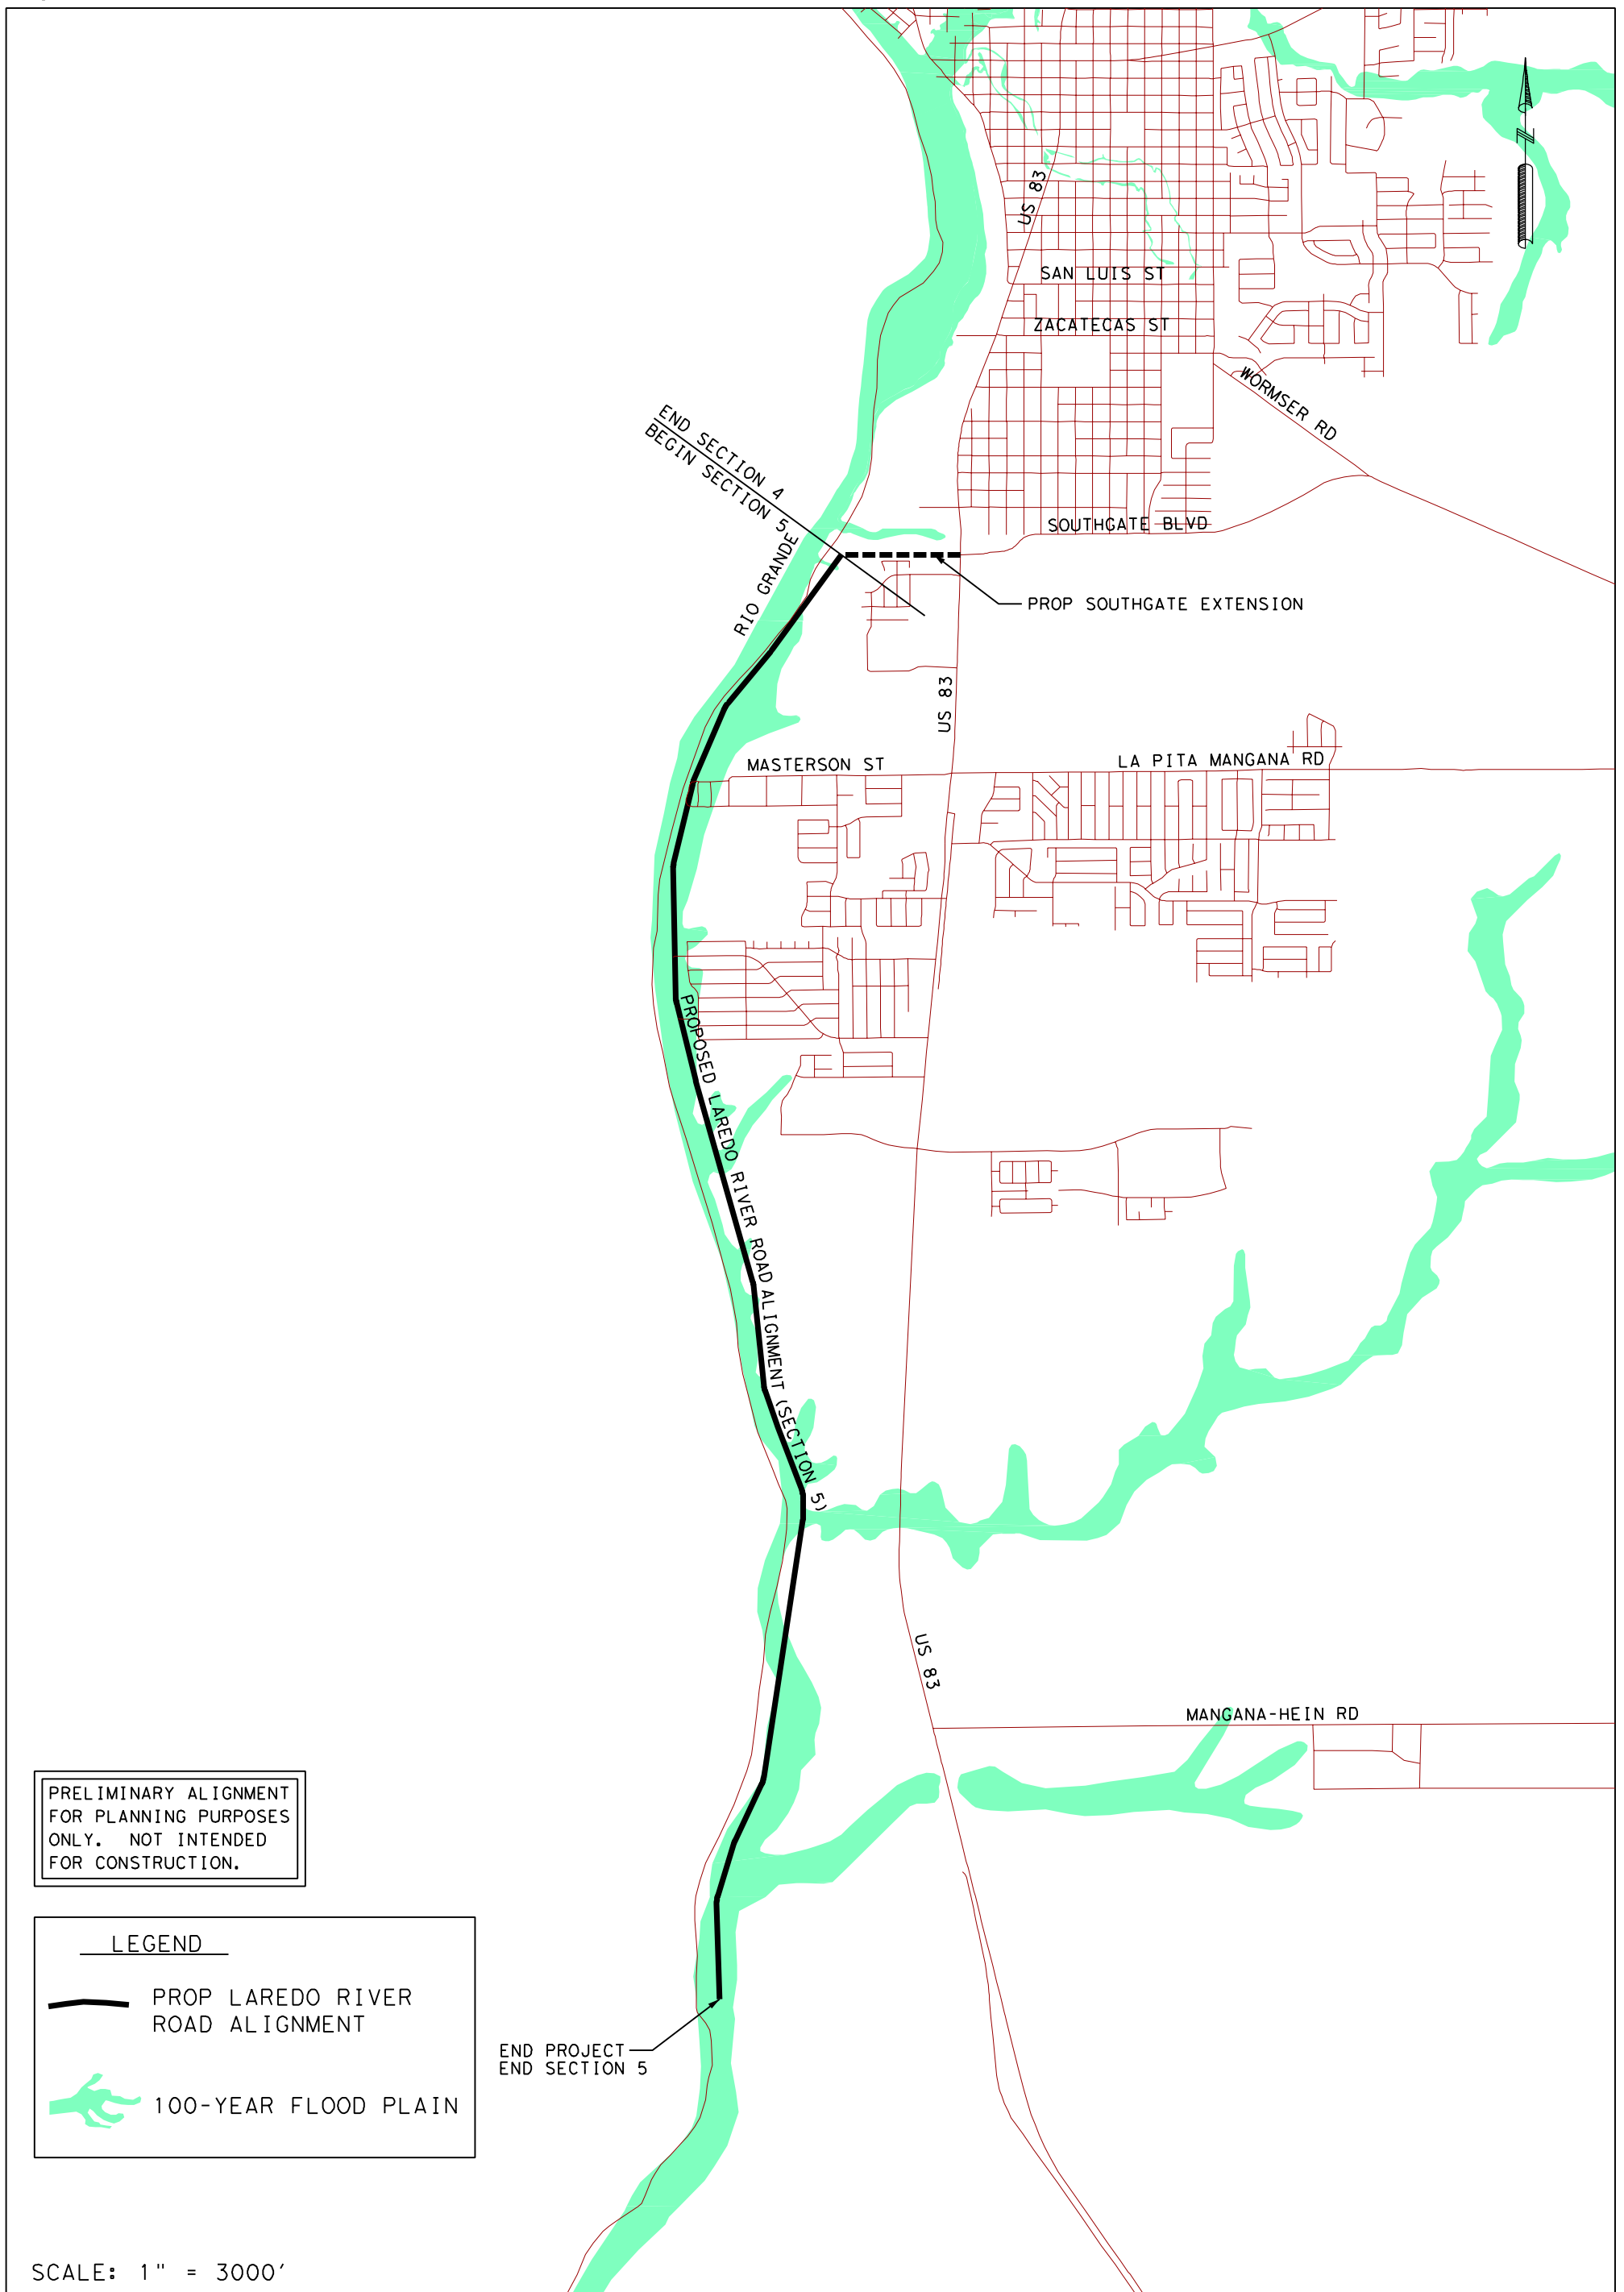 N
US 83
SAN LUIS ST
ZACATECAS ST
WORMSER RD
END SECTION 4
BEGIN SECTION 5
SOUTHGATE BLVD
RIO GRANDE
PROP SOUTHGATE EXTENSION
US 83
MASTERSON ST
LA PITA MANGANA RD
PROPOSED LAREDO RIVER ROAD ALIGNMENT (SECTION 5)
US 83
MANGANA-HEIN RD
PRELIMINARY ALIGNMENT
FOR PLANNING PURPOSES
ONLY. NOT INTENDED
FOR CONSTRUCTION.
LEGEND
PROP LAREDO RIVER
ROAD ALIGNMENT
100-YEAR FLOOD PLAIN
END PROJECT
END SECTION 5
SCALE: 1" = 3000'